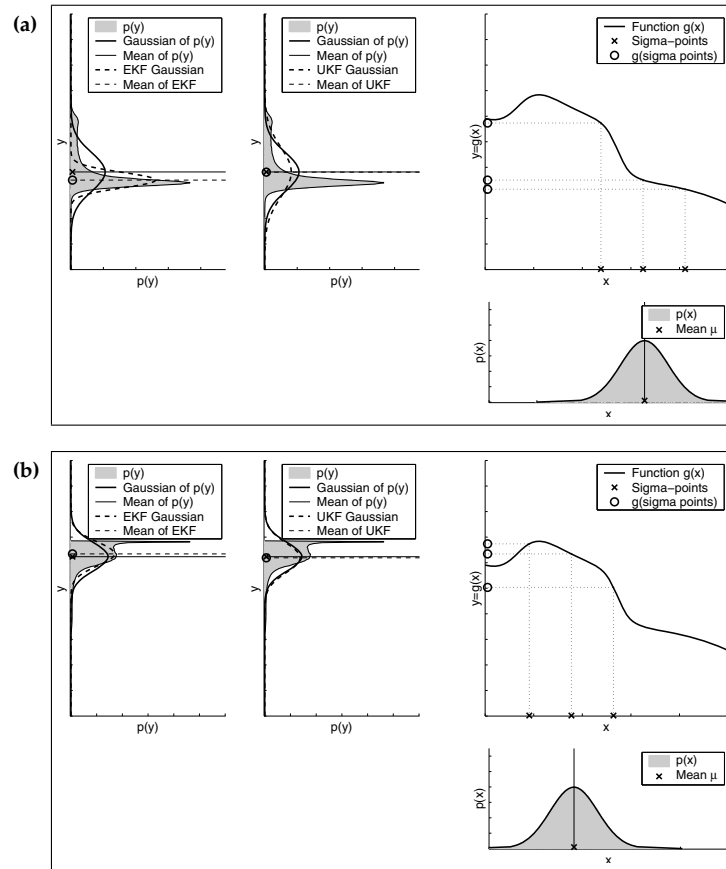 (a)
p(y)
Gaussian of p(y)
Mean of p(y)
EKF Gaussian
Mean of EKF
y
p(y)
p(y)
Gaussian of p(y)
Mean of p(y)
UKF Gaussian
Mean of UKF
y
p(y)
Function g(x)
Sigma−points
g(sigma points)
y=g(x)
x
p(x)
Mean μ
p(x)
x
(b)
p(y)
Gaussian of p(y)
Mean of p(y)
EKF Gaussian
Mean of EKF
y
p(y)
p(y)
Gaussian of p(y)
Mean of p(y)
UKF Gaussian
Mean of UKF
y
p(y)
Function g(x)
Sigma−points
g(sigma points)
y=g(x)
x
p(x)
Mean μ
p(x)
x